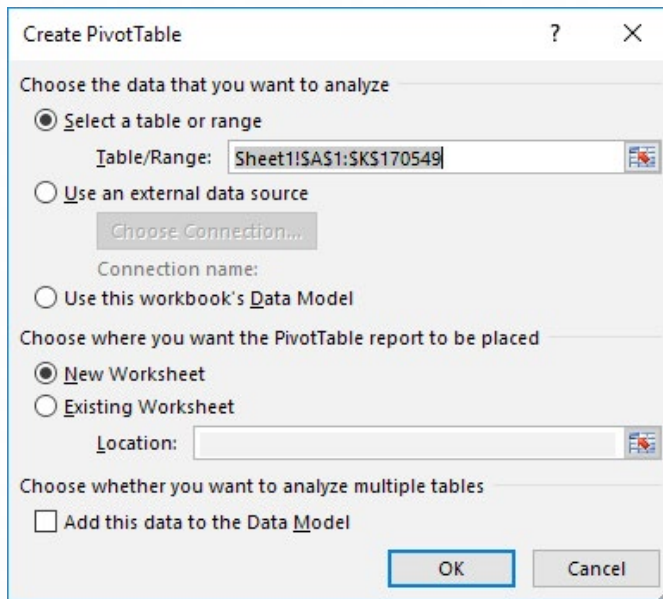 Create PivotTable ? X
Choose the data that you want to analyze
Select a table or range
Table/Range: Sheet1!$A$1:$K$170549
Use an external data source
Choose Connection...
Connection name:
Use this workbook's Data Model
Choose where you want the PivotTable report to be placed
New Worksheet
Existing Worksheet
Location:
Choose whether you want to analyze multiple tables
Add this data to the Data Model
OK Cancel